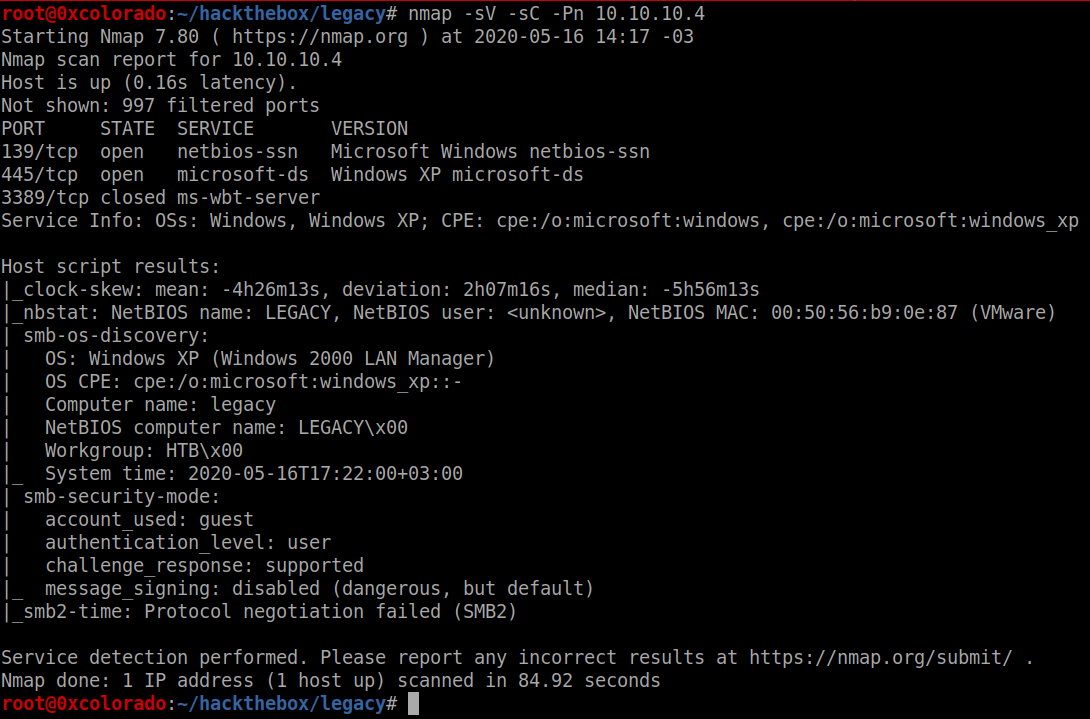 root@0xcolorado:~/hackthebox/legacy# nmap -sV -sC -Pn 10.10.10.4
Starting Nmap 7.80 ( https://nmap.org ) at 2020-05-16 14:17 -03
Nmap scan report for 10.10.10.4
Host is up (0.16s latency).
Not shown: 997 filtered ports
PORT     STATE  SERVICE       VERSION
139/tcp  open   netbios-ssn   Microsoft Windows netbios-ssn
445/tcp  open   microsoft-ds  Windows XP microsoft-ds
3389/tcp closed ms-wbt-server
Service Info: OSs: Windows, Windows XP; CPE: cpe:/o:microsoft:windows, cpe:/o:microsoft:windows_xp

Host script results:
|_clock-skew: mean: -4h26m13s, deviation: 2h07m16s, median: -5h56m13s
|_nbstat: NetBIOS name: LEGACY, NetBIOS user: <unknown>, NetBIOS MAC: 00:50:56:b9:0e:87 (VMware)
| smb-os-discovery:
|   OS: Windows XP (Windows 2000 LAN Manager)
|   OS CPE: cpe:/o:microsoft:windows_xp::-
|   Computer name: legacy
|   NetBIOS computer name: LEGACY\x00
|   Workgroup: HTB\x00
|_  System time: 2020-05-16T17:22:00+03:00
| smb-security-mode:
|   account_used: guest
|   authentication_level: user
|   challenge_response: supported
|_  message_signing: disabled (dangerous, but default)
|_smb2-time: Protocol negotiation failed (SMB2)

Service detection performed. Please report any incorrect results at https://nmap.org/submit/ .
Nmap done: 1 IP address (1 host up) scanned in 84.92 seconds
root@0xcolorado:~/hackthebox/legacy#